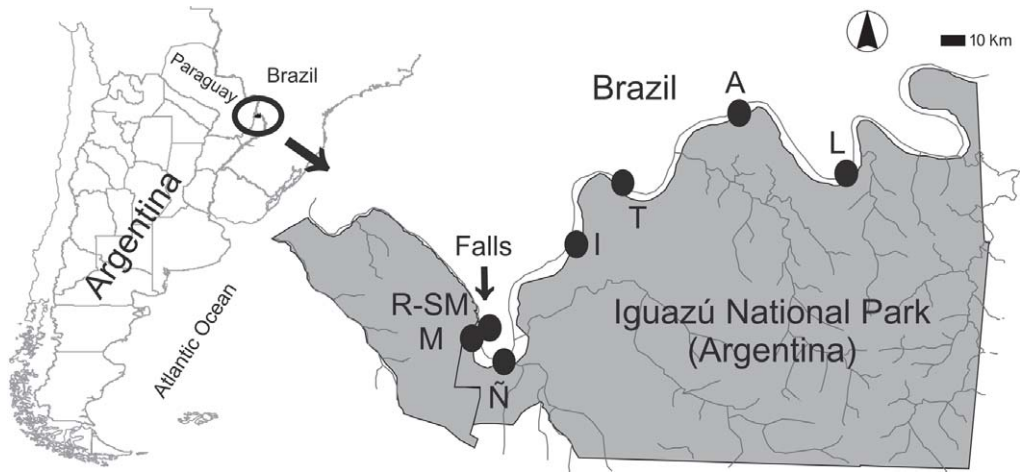 Paraguay
Brazil
Argentina
Atlantic Ocean
10 Km
Brazil
A
L
T
I
Falls
R-SM
M
Ñ
Iguazú National Park
(Argentina)